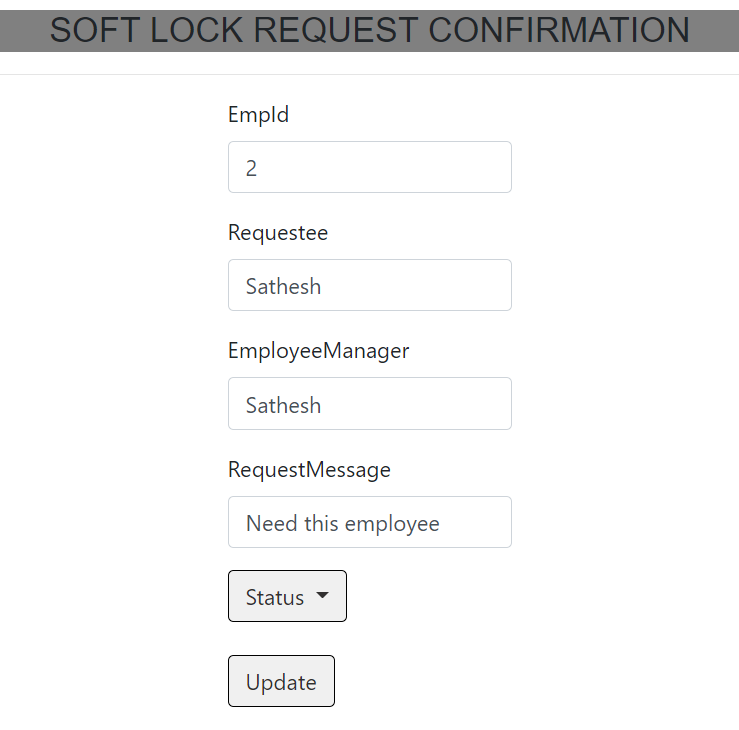 SOFT LOCK REQUEST CONFIRMATION
EmpId
2
Requestee
Sathesh
EmployeeManager
Sathesh
RequestMessage
Need this employee
Status
Update